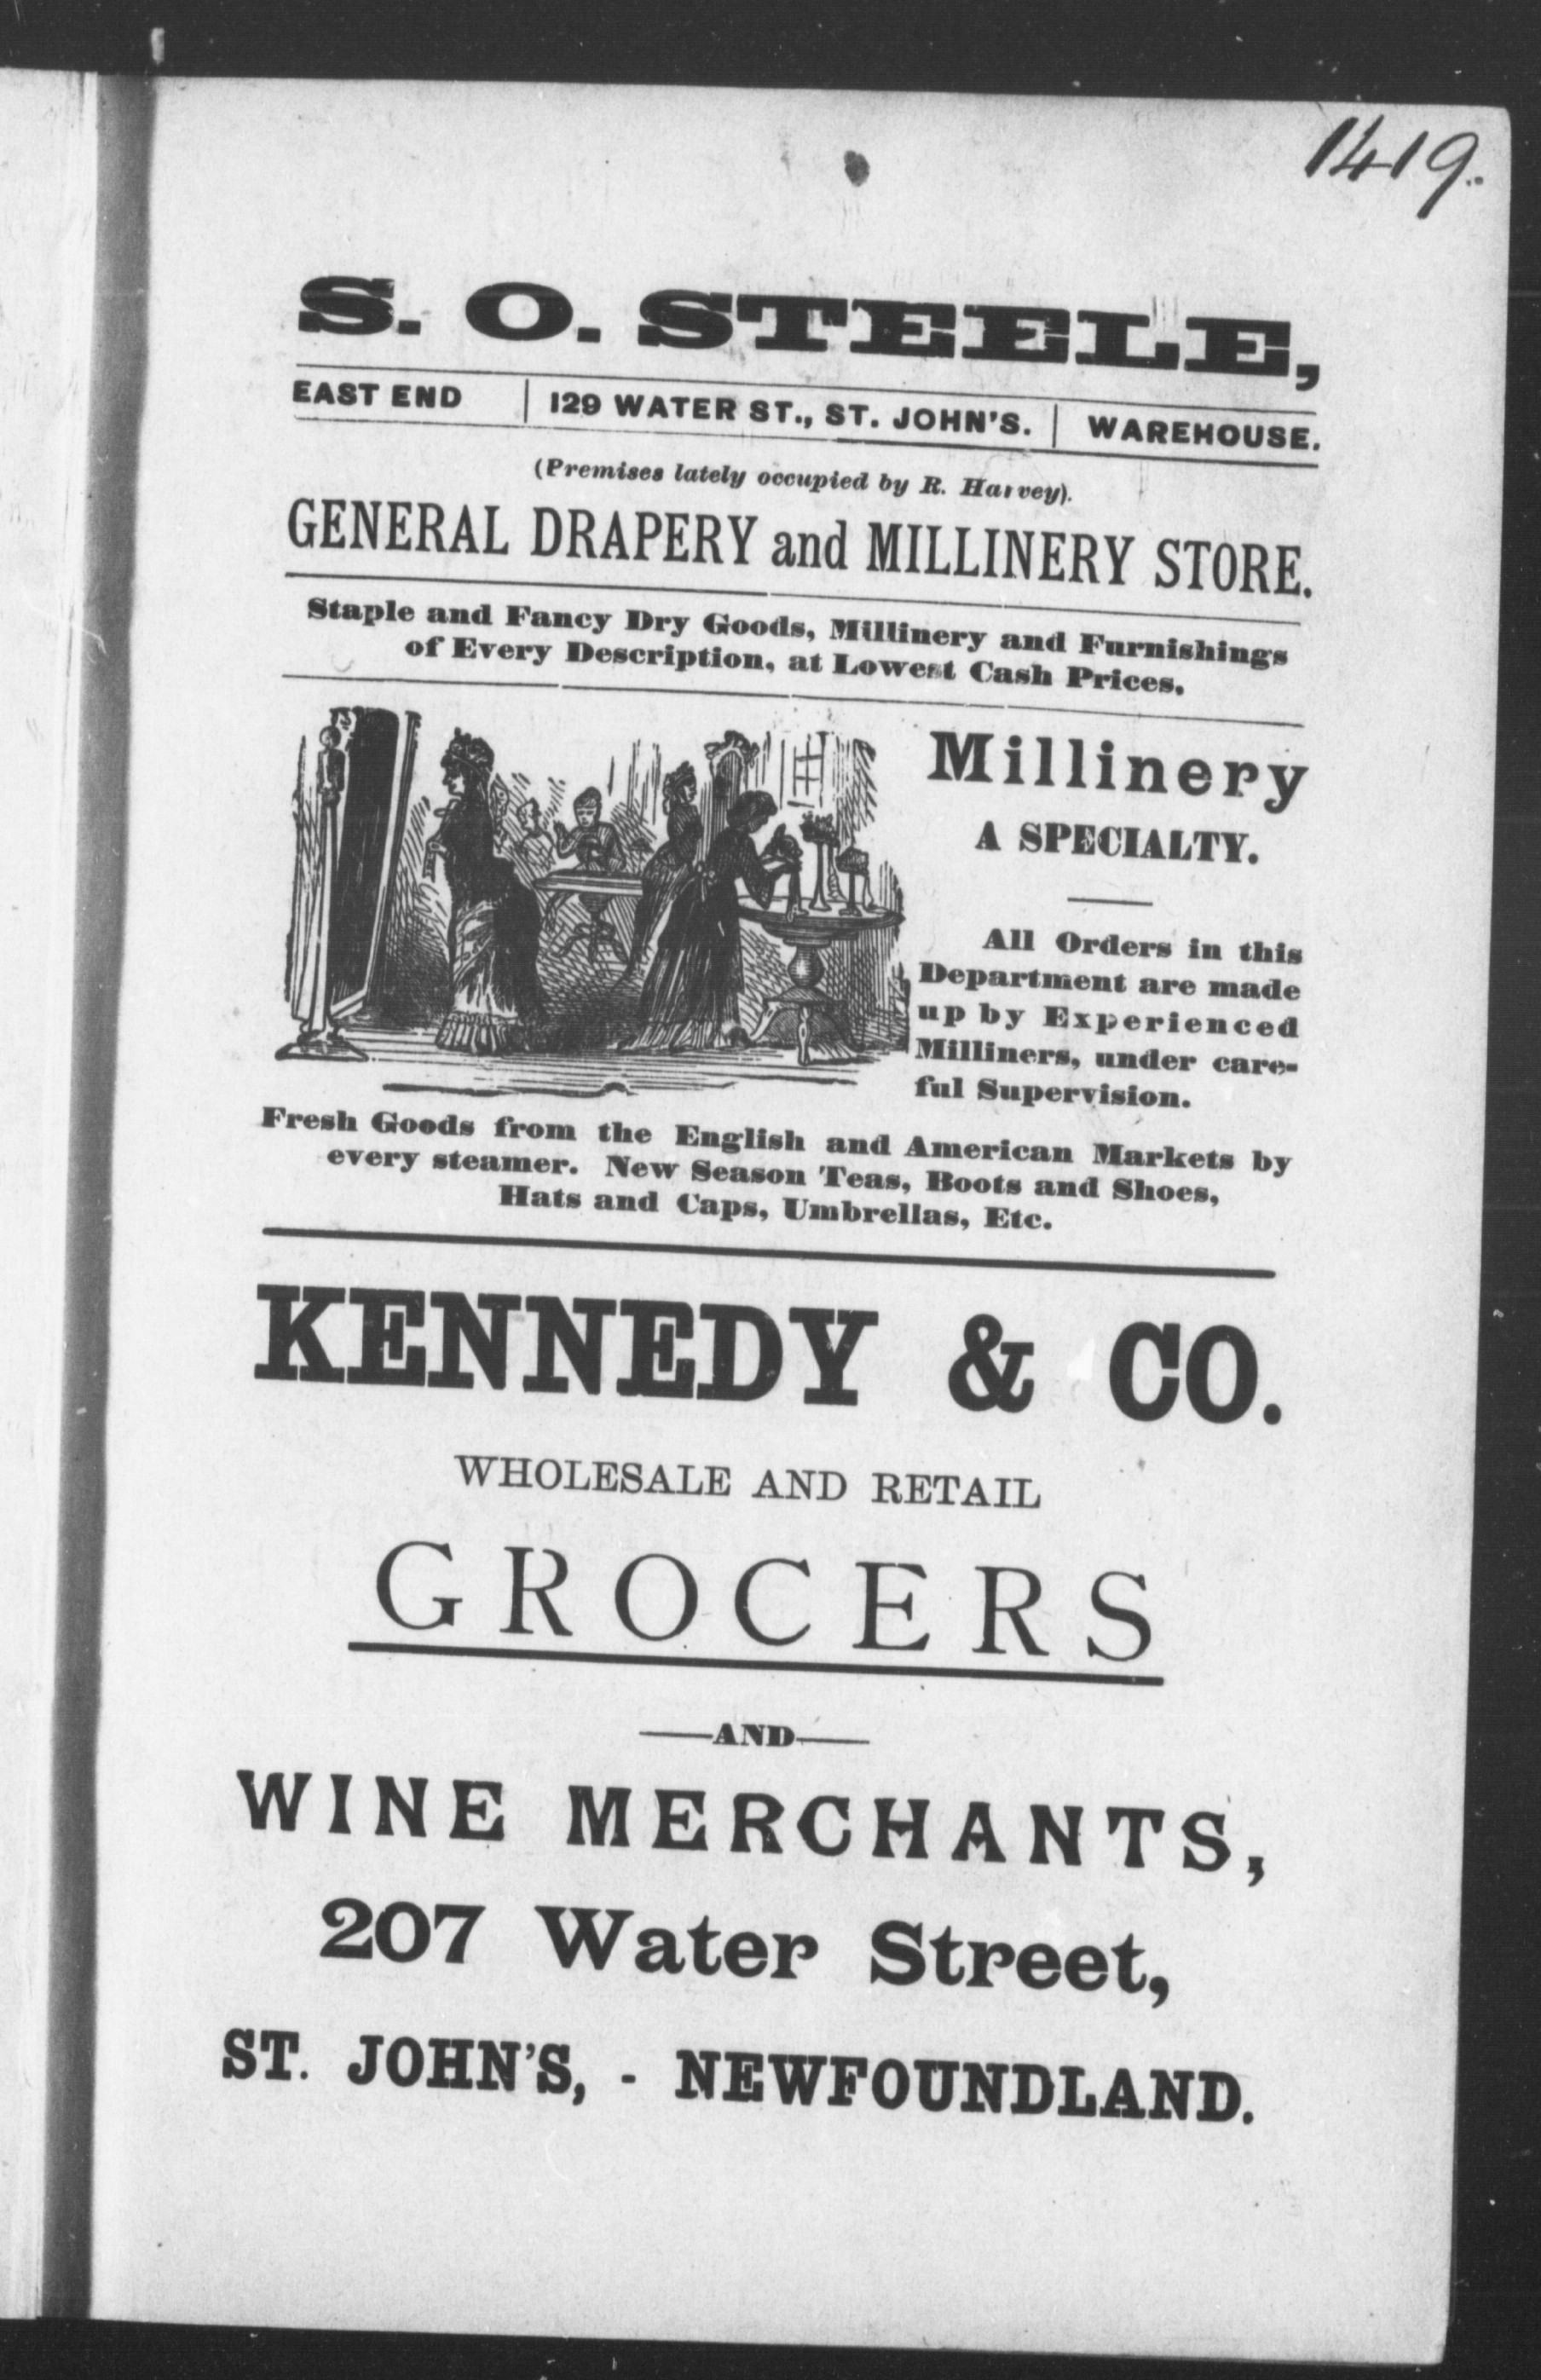 1419.
S. O. STEELE,
EAST END | 129 WATER ST., ST. JOHN'S. | WAREHOUSE.
(Premises lately occupied by R. Harvey).
GENERAL DRAPERY and MILLINERY STORE.
Staple and Fancy Dry Goods, Millinery and Furnishings
of Every Description, at Lowest Cash Prices.
Millinery
A SPECIALTY.
All Orders in this
Department are made
up by Experienced
Milliners, under care-
ful Supervision.
Fresh Goods from the English and American Markets by
every steamer. New Season Teas, Boots and Shoes,
Hats and Caps, Umbrellas, Etc.
KENNEDY & CO.
WHOLESALE AND RETAIL
GROCERS
—AND—
WINE MERCHANTS,
207 Water Street,
ST. JOHN'S, - NEWFOUNDLAND.